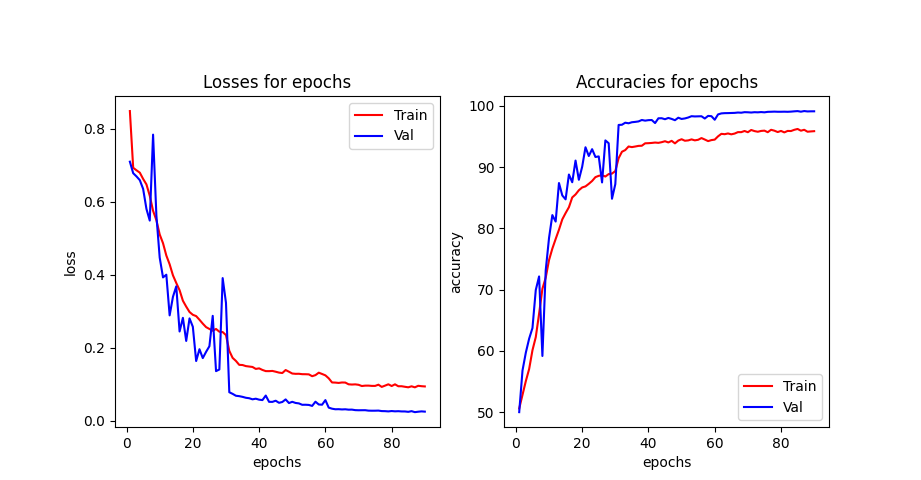 Losses for epochs
Train
Val
0.8
0.6
0.4
0.2
0.0
loss
0
20
40
60
80
epochs
Accuracies for epochs
100
90
80
70
60
50
accuracy
Train
Val
0
20
40
60
80
epochs